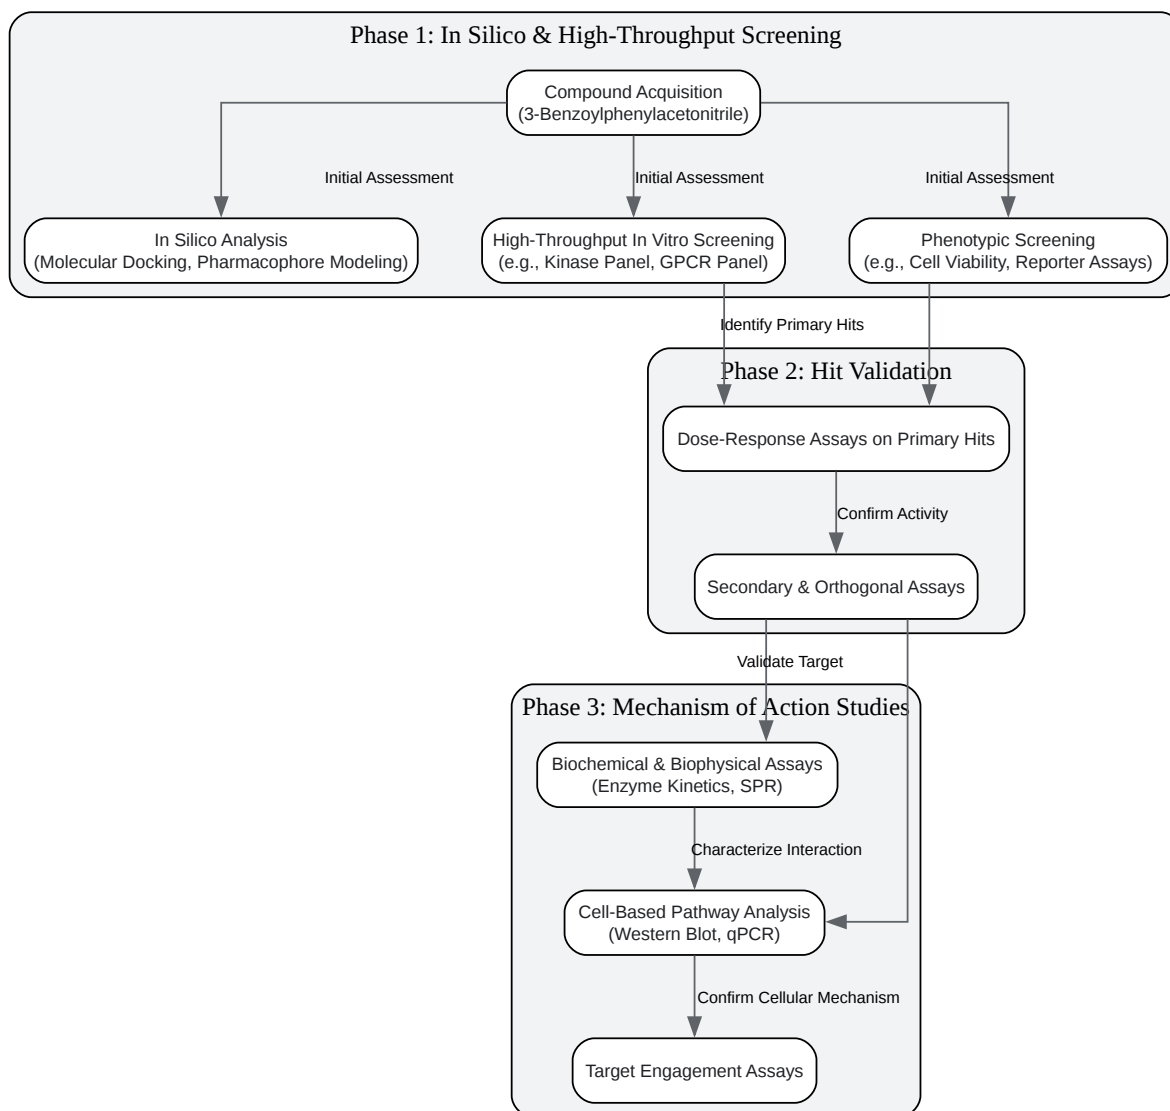 Phase 1: In Silico & High-Throughput Screening
Compound Acquisition
(3-Benzoylphenylacetonitrile)
Initial Assessment
Initial Assessment
Initial Assessment
In Silico Analysis
(Molecular Docking, Pharmacophore Modeling)
High-Throughput In Vitro Screening
(e.g., Kinase Panel, GPCR Panel)
Phenotypic Screening
(e.g., Cell Viability, Reporter Assays)
Identify Primary Hits
Phase 2: Hit Validation
Dose-Response Assays on Primary Hits
Confirm Activity
Secondary & Orthogonal Assays
Validate Target
Phase 3: Mechanism of Action Studies
Biochemical & Biophysical Assays
(Enzyme Kinetics, SPR)
Characterize Interaction
Cell-Based Pathway Analysis
(Western Blot, qPCR)
Confirm Cellular Mechanism
Target Engagement Assays